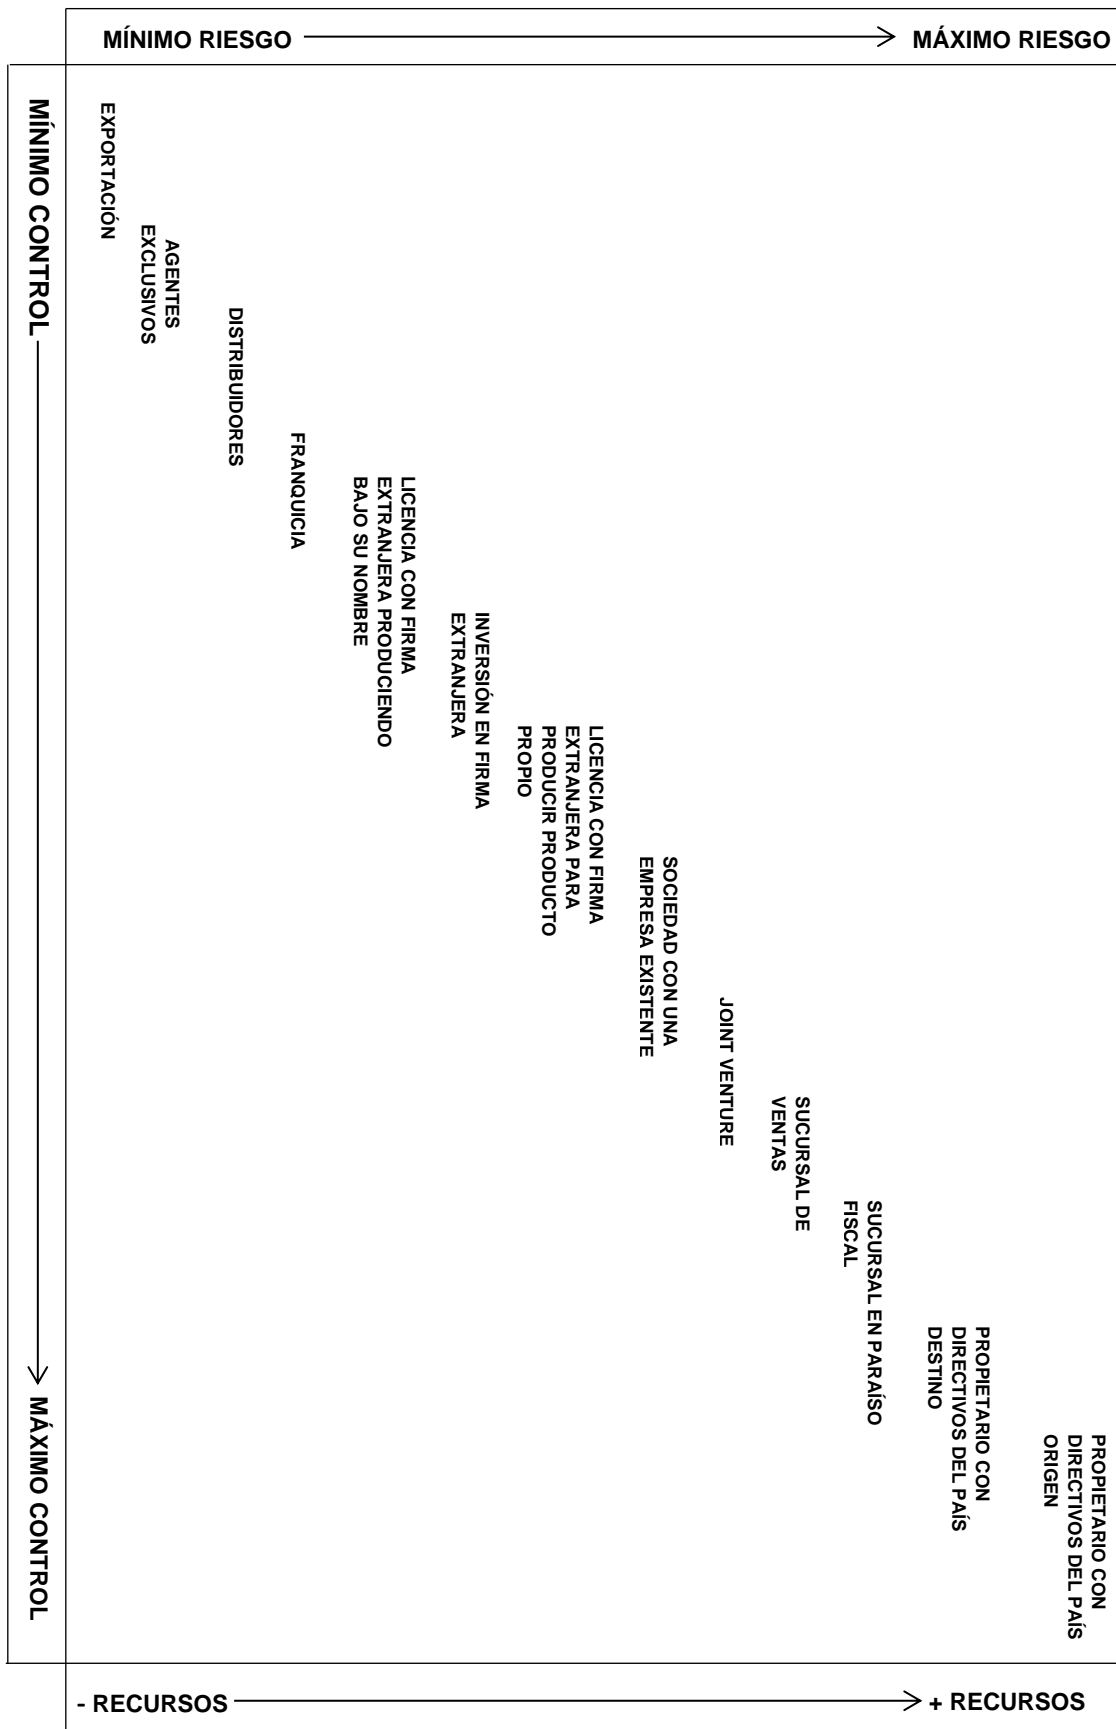 MÍNIMO RIESGO
MÁXIMO RIESGO
MÍNIMO CONTROL
MÁXIMO CONTROL
EXPORTACIÓN
AGENTES
EXCLUSIVOS
DISTRIBUIDORES
FRANQUICIA
LICENCIA CON FIRMA
EXTRANJERA PRODUCIENDO
BAJO SU NOMBRE
INVERSIÓN EN FIRMA
EXTRANJERA
LICENCIA CON FIRMA
EXTRANJERA PARA
PRODUCIR PRODUCTO
PROPIO
SOCIEDAD CON UNA
EMPRESA EXISTENTE
JOINT VENTURE
SUCURSAL DE
VENTAS
SUCURSAL EN PARAÍSO
FISCAL
PROPIETARIO CON
DIRECTIVOS DEL PAÍS
DESTINO
PROPIETARIO CON
DIRECTIVOS DEL PAÍS
ORIGEN
- RECURSOS
+ RECURSOS